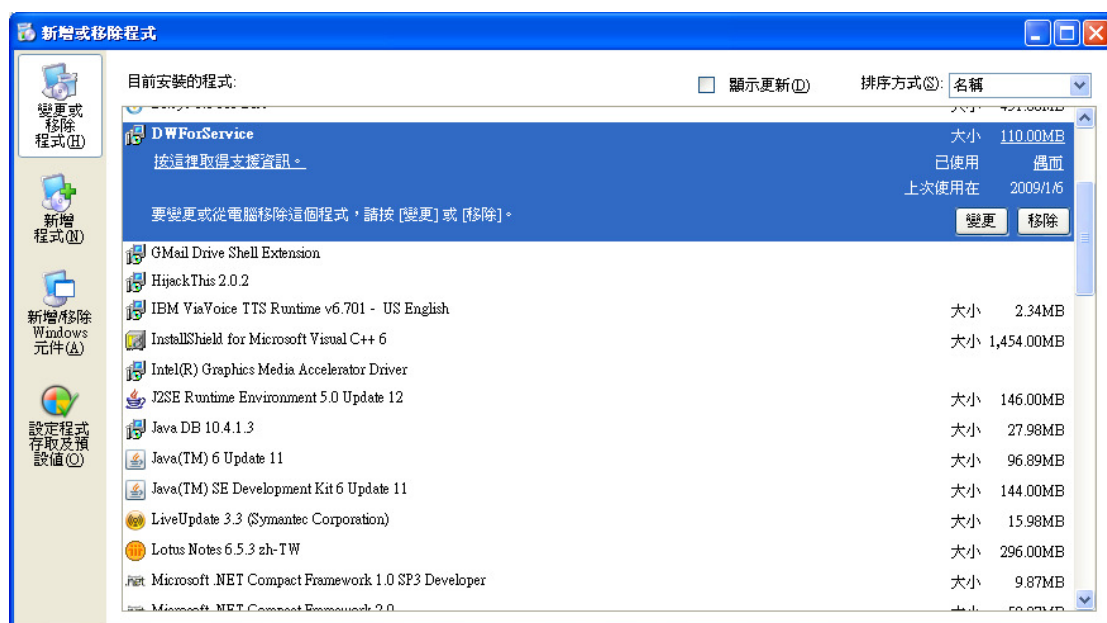 新增或移除程式
變更或
移除
程式(H)
新增
程式(N)
新增/移除
Windows
元件(A)
設定程式
存取及預
設值(O)
目前安裝的程式:
顯示更新(D)
排序方式(S): 名稱
DWForService 大小 110.00MB
按這裡取得支援資訊。 已使用 偶而
上次使用在 2009/1/6
要變更或從電腦移除這個程式，請按 [變更] 或 [移除]。 變更 移除
GMail Drive Shell Extension
HijackThis 2.0.2
IBM ViaVoice TTS Runtime v6.701 - US English 大小 2.34MB
InstallShield for Microsoft Visual C++ 6 大小 1,454.00MB
Intel(R) Graphics Media Accelerator Driver
J2SE Runtime Environment 5.0 Update 12 大小 146.00MB
Java DB 10.4.1.3 大小 27.98MB
Java(TM) 6 Update 11 大小 96.89MB
Java(TM) SE Development Kit 6 Update 11 大小 144.00MB
LiveUpdate 3.3 (Symantec Corporation) 大小 15.98MB
Lotus Notes 6.5.3 zh-TW 大小 296.00MB
Microsoft .NET Compact Framework 1.0 SP3 Developer 大小 9.87MB
Microsoft .NET Compact Framework 2.0